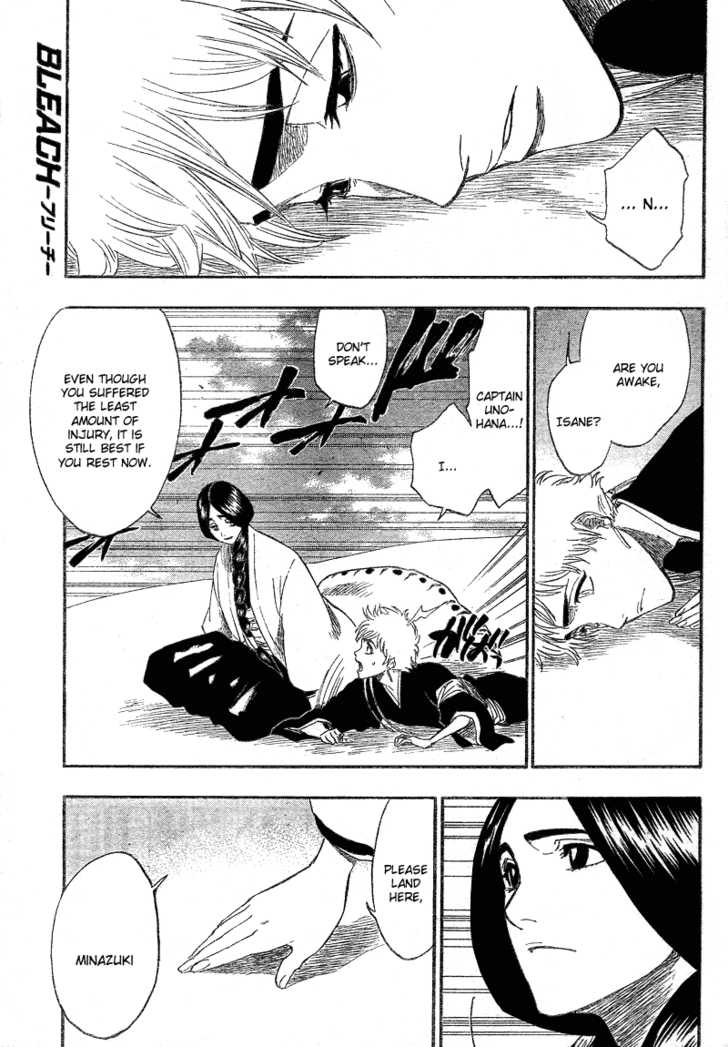 BLEACH-ブリーチ-
... N...
ARE YOU
AWAKE,
ISANE?
CAPTAIN
UNO-
HANA...!
I...
DON'T
SPEAK...
EVEN THOUGH
YOU SUFFERED
THE LEAST
AMOUNT OF
INJURY, IT IS
STILL BEST IF
YOU REST NOW.
PLEASE
LAND
HERE,
MINAZUKI